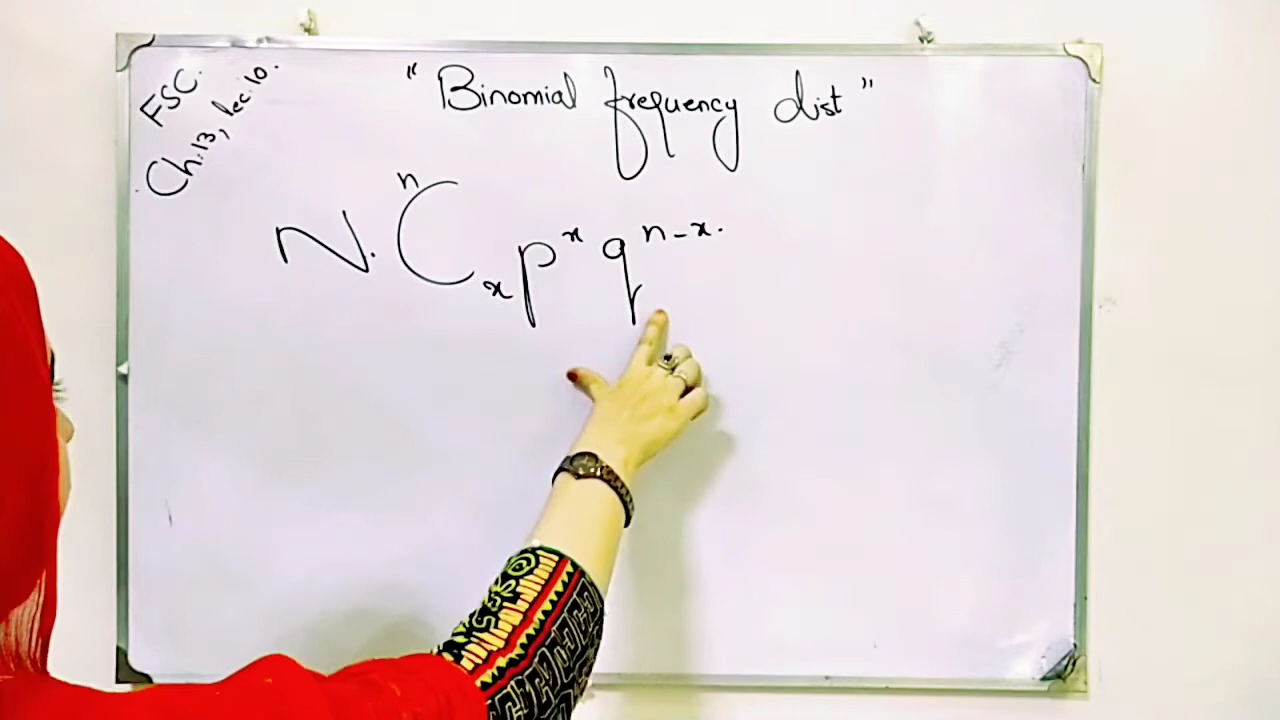 FSC.
Ch.13, lec.10.
"Binomial frequency dist"
N. ⁿCₓ pˣ qⁿ⁻ˣ.